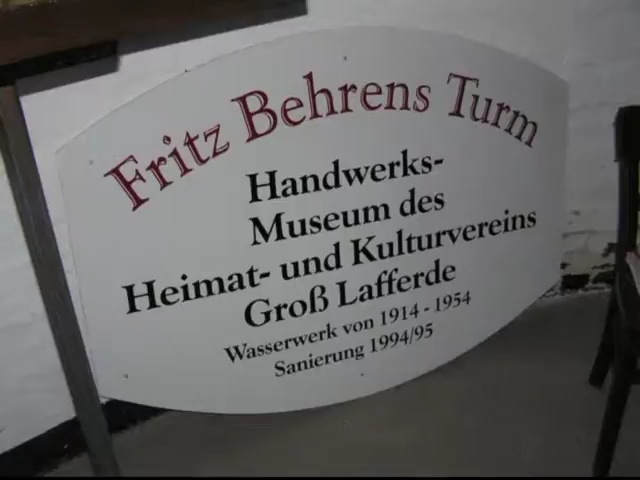 Fritz Behrens Turm
Handwerks-
Museum des
Heimat- und Kulturvereins
Groß Lafferde
Wasserwerk von 1914 - 1954
Sanierung 1994/95